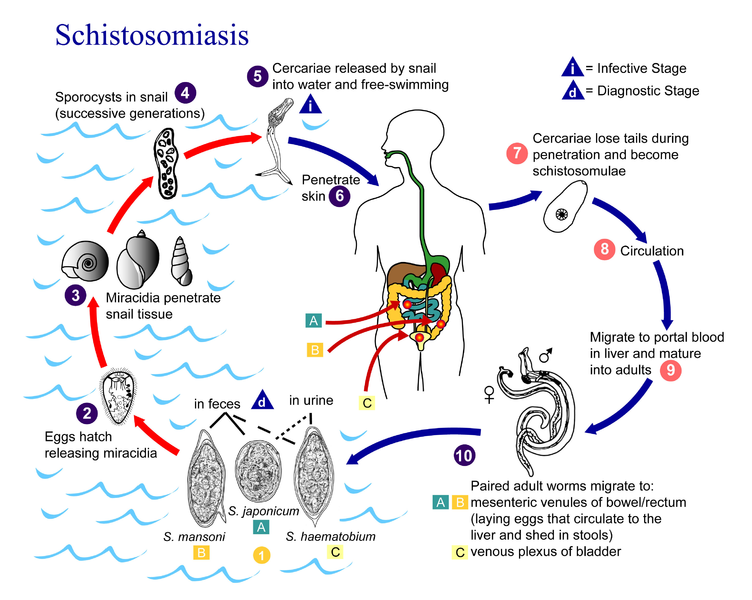 Schistosomiasis
i = Infective Stage
d = Diagnostic Stage
5 Cercariae released by snail
into water and free-swimming
i
Sporocysts in snail 4
(successive generations)
Penetrate
skin 6
7 Cercariae lose tails during
penetration and become
schistosomulae
8 Circulation
Migrate to portal blood
in liver and mature
into adults 9
3 Miracidia penetrate
snail tissue
A
B
C
2
Eggs hatch
releasing miracidia
in feces d in urine
♀ ♂
10
Paired adult worms migrate to:
A B mesenteric venules of bowel/rectum
(laying eggs that circulate to the
liver and shed in stools)
C venous plexus of bladder
S. japonicum
A
S. mansoni
B
1
S. haematobium
C